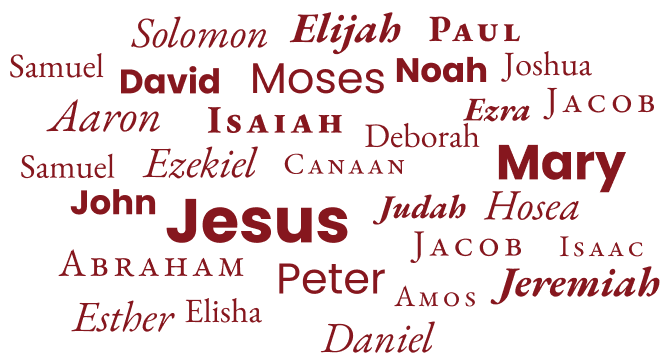 Solomon Elijah PAUL
Samuel David Moses Noah Joshua
Aaron ISAIAH Deborah Ezra JACOB
Samuel Ezekiel CANAAN Mary
John Jesus Judah Hosea
ABRAHAM Peter JACOB ISAAC
Esther Elisha AMOS Jeremiah
Daniel